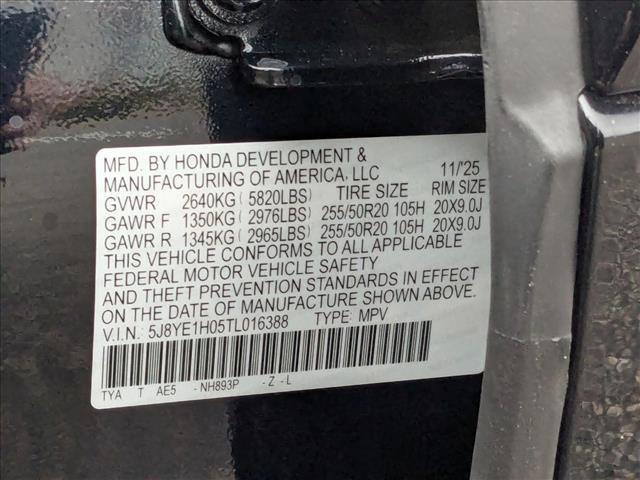 MFD. BY HONDA DEVELOPMENT &
MANUFACTURING OF AMERICA, LLC 11/'25
GVWR 2640KG(5820LBS) TIRE SIZE RIM SIZE
GAWR F 1350KG(2976LBS) 255/50R20 105H 20X9.0J
GAWR R 1345KG(2965LBS) 255/50R20 105H 20X9.0J
THIS VEHICLE CONFORMS TO ALL APPLICABLE
FEDERAL MOTOR VEHICLE SAFETY
AND THEFT PREVENTION STANDARDS IN EFFECT
ON THE DATE OF MANUFACTURE SHOWN ABOVE.
V.I.N.: 5J8YE1H05TL016388 TYPE: MPV
TYA T AE5 -NH893P -Z -L